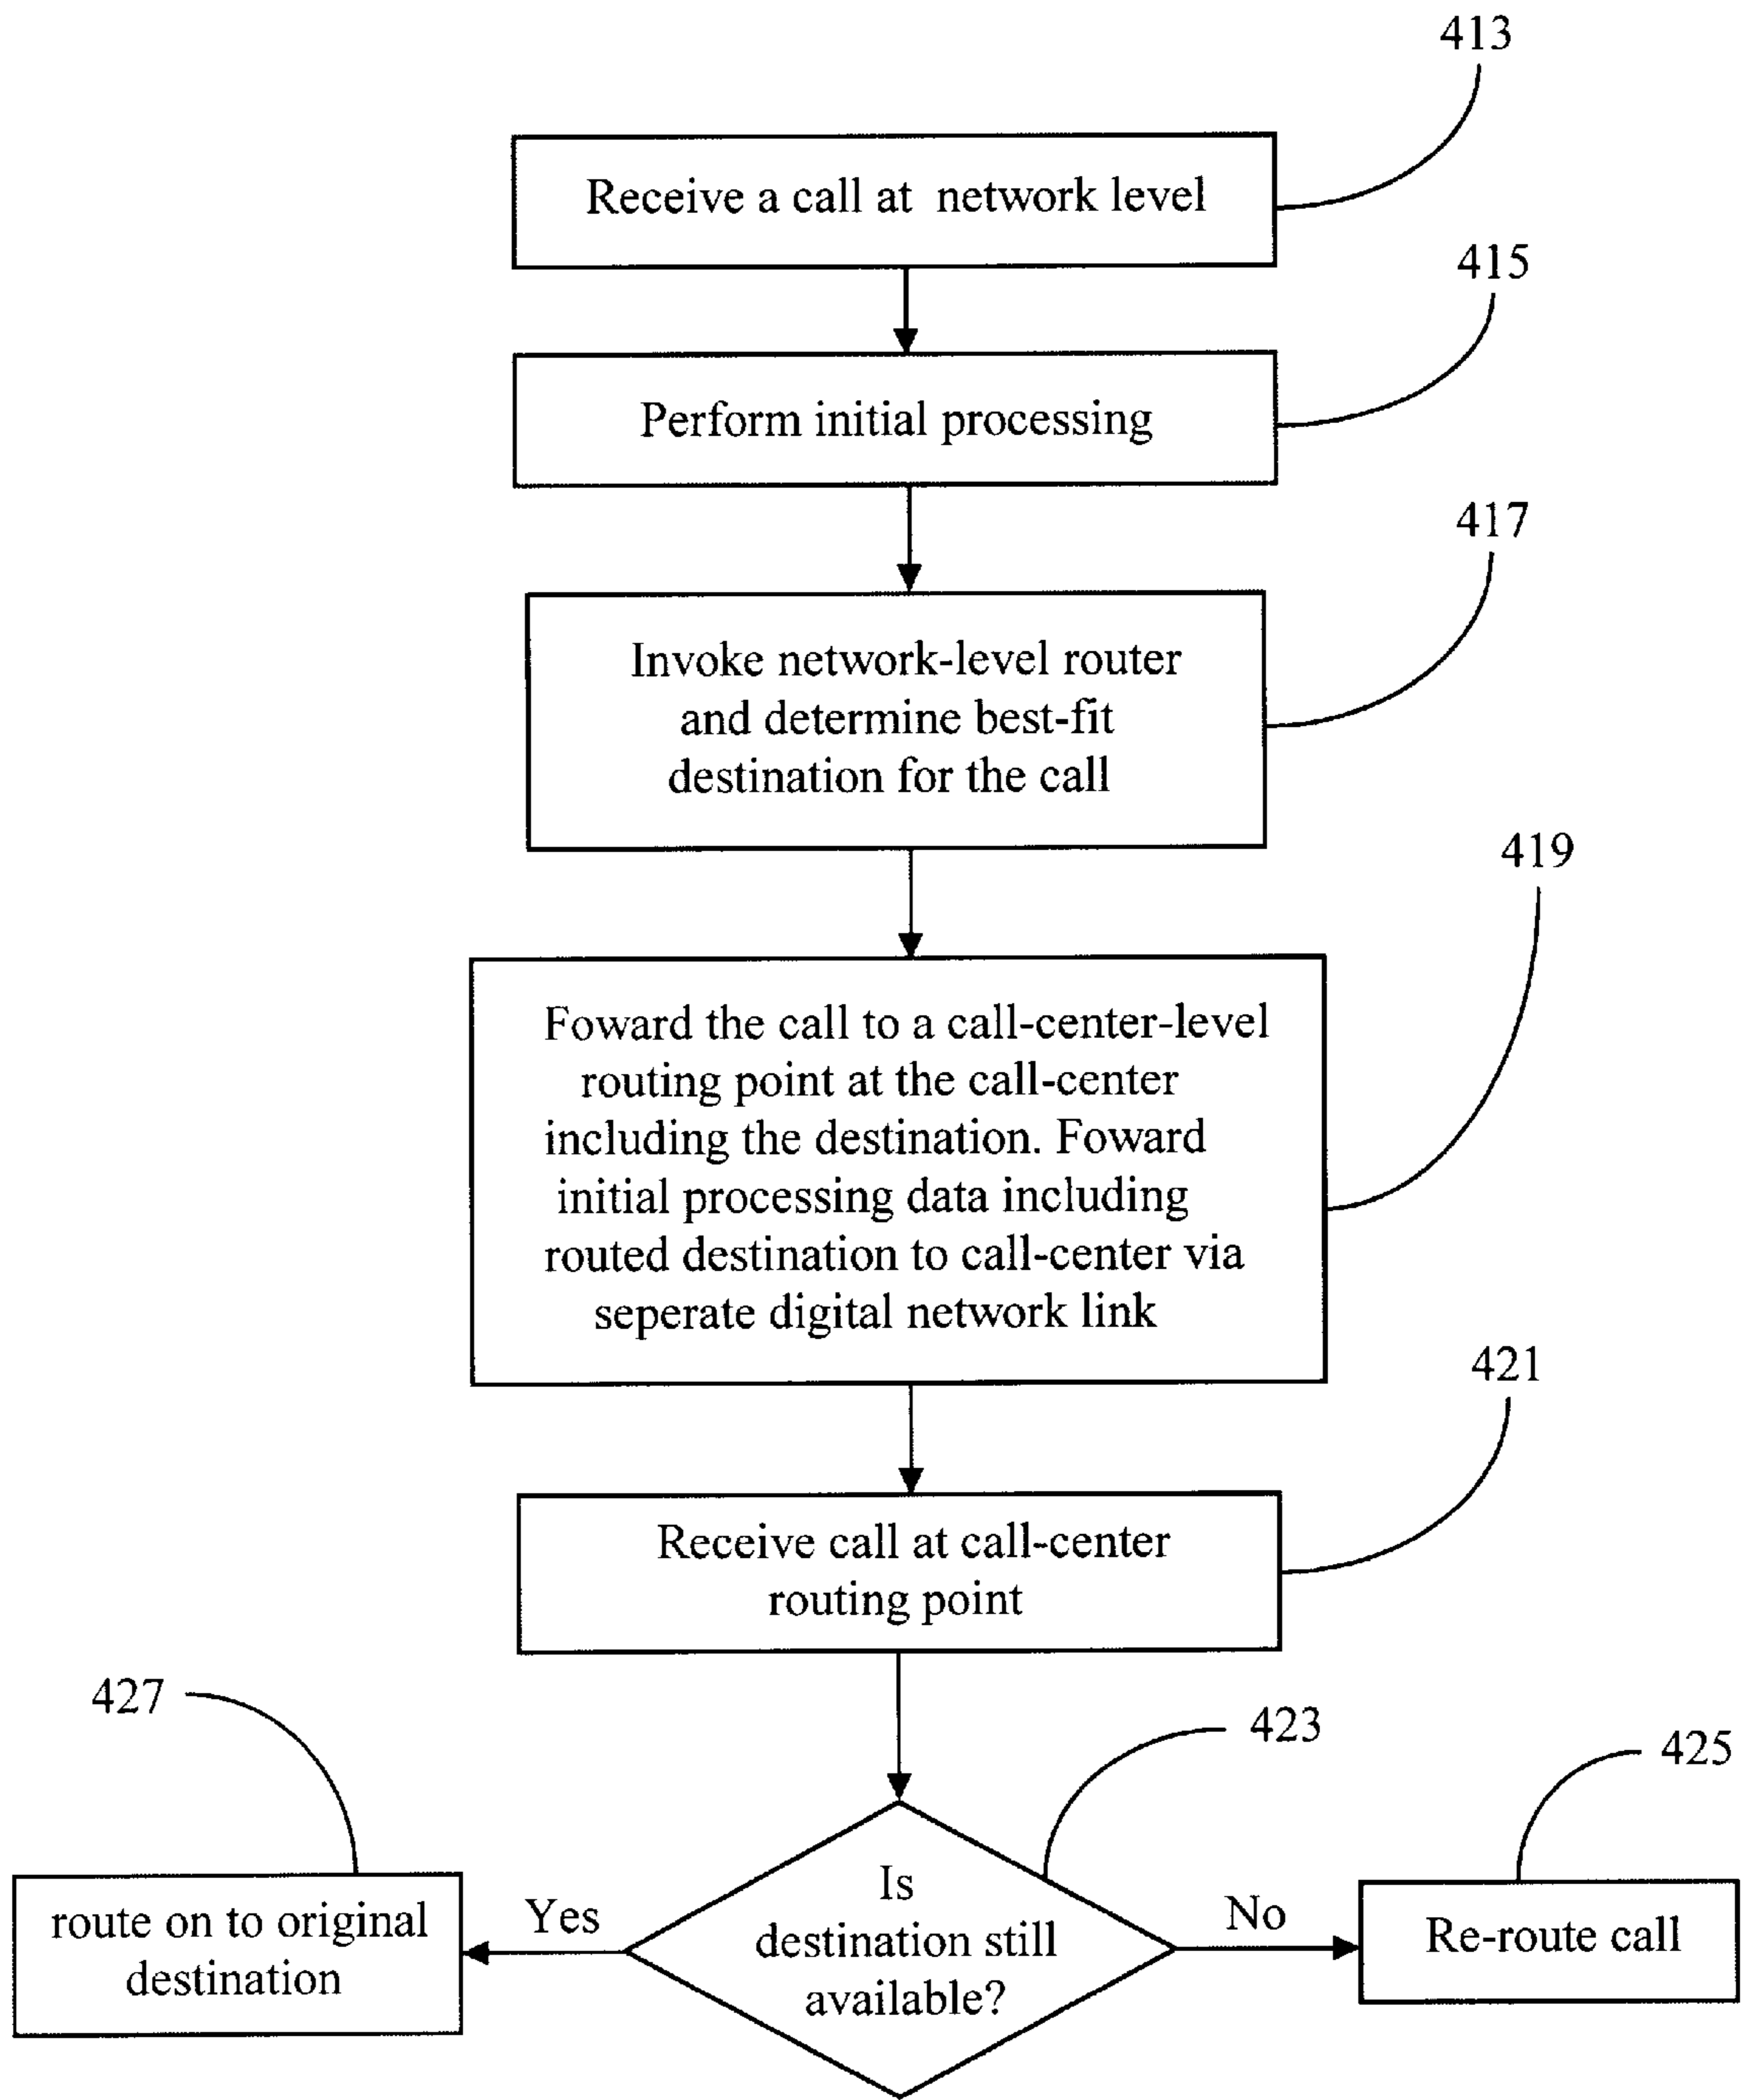 413
Receive a call at network level
415
Perform initial processing
417
Invoke network-level router
and determine best-fit
destination for the call
419
Foward the call to a call-center-level
routing point at the call-center
including the destination. Foward
initial processing data including
routed destination to call-center via
seperate digital network link
421
Receive call at call-center
routing point
427
423
425
Is
destination still
available?
Yes
No
route on to original
destination
Re-route call